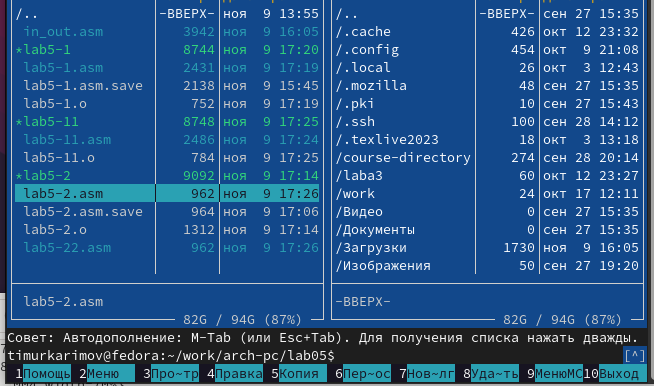 /.. -ВВЕРХ- ноя 9 13:55
in_out.asm 3942 ноя 9 16:05
*lab5-1 8744 ноя 9 17:20
lab5-1.asm 2431 ноя 9 17:19
lab5-1.asm.save 2138 ноя 9 15:45
lab5-1.o 752 ноя 9 17:19
*lab5-11 8748 ноя 9 17:25
lab5-11.asm 2486 ноя 9 17:24
lab5-11.o 784 ноя 9 17:25
*lab5-2 9092 ноя 9 17:14
lab5-2.asm 962 ноя 9 17:26
lab5-2.asm.save 964 ноя 9 17:06
lab5-2.o 1312 ноя 9 17:14
lab5-22.asm 962 ноя 9 17:26
lab5-2.asm
82G / 94G (87%)
/.. -ВВЕРХ- сен 27 15:35
/.cache 426 окт 12 23:32
/.config 454 окт 9 21:08
/.local 26 окт 3 12:43
/.mozilla 48 сен 27 15:35
/.pki 10 сен 27 15:43
/.ssh 100 сен 28 14:12
/.texlive2023 18 окт 3 13:18
/course-directory 274 сен 28 20:14
/laba3 60 окт 12 23:27
/work 24 окт 17 12:11
/Видео 0 сен 27 15:35
/Документы 0 сен 27 15:35
/Загрузки 1730 ноя 9 16:05
/Изображения 50 сен 27 19:20
-ВВЕРХ-
82G / 94G (87%)
Совет: Автодополнение: M-Tab (или Esc+Tab). Для получения списка нажать дважды.
timurkarimov@fedora:~/work/arch-pc/lab05$ [^]
1Помощь 2Меню 3Про~тр 4Правка 5Копия 6Пер~ос 7Нов~лг 8Уда~ть 9МенюMC 10Выход